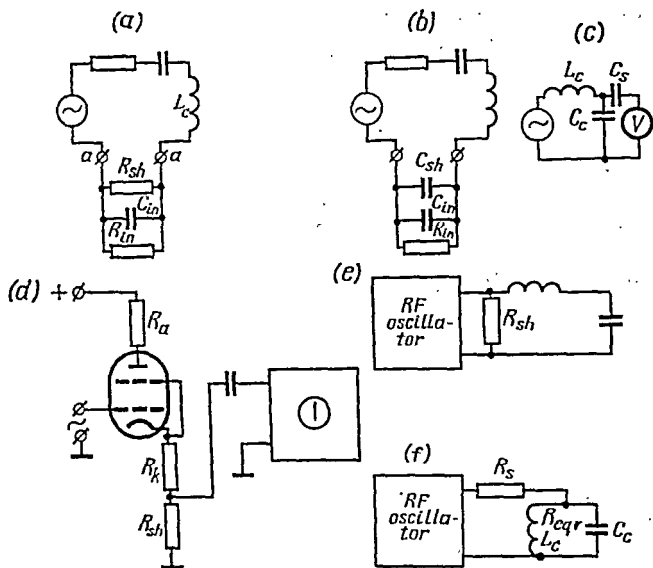 (a)
L_c
a a
R_sh
C_in
R_in
(b)
C_sh
C_in
R_in
(c)
L_c C_s
C_c V
(d) +
R_a
R_k
R_sh
1
(e)
RF
oscilla-
tor
R_sh
(f)
RF
oscilla-
tor
R_s
R_cqr
L_c
C_c